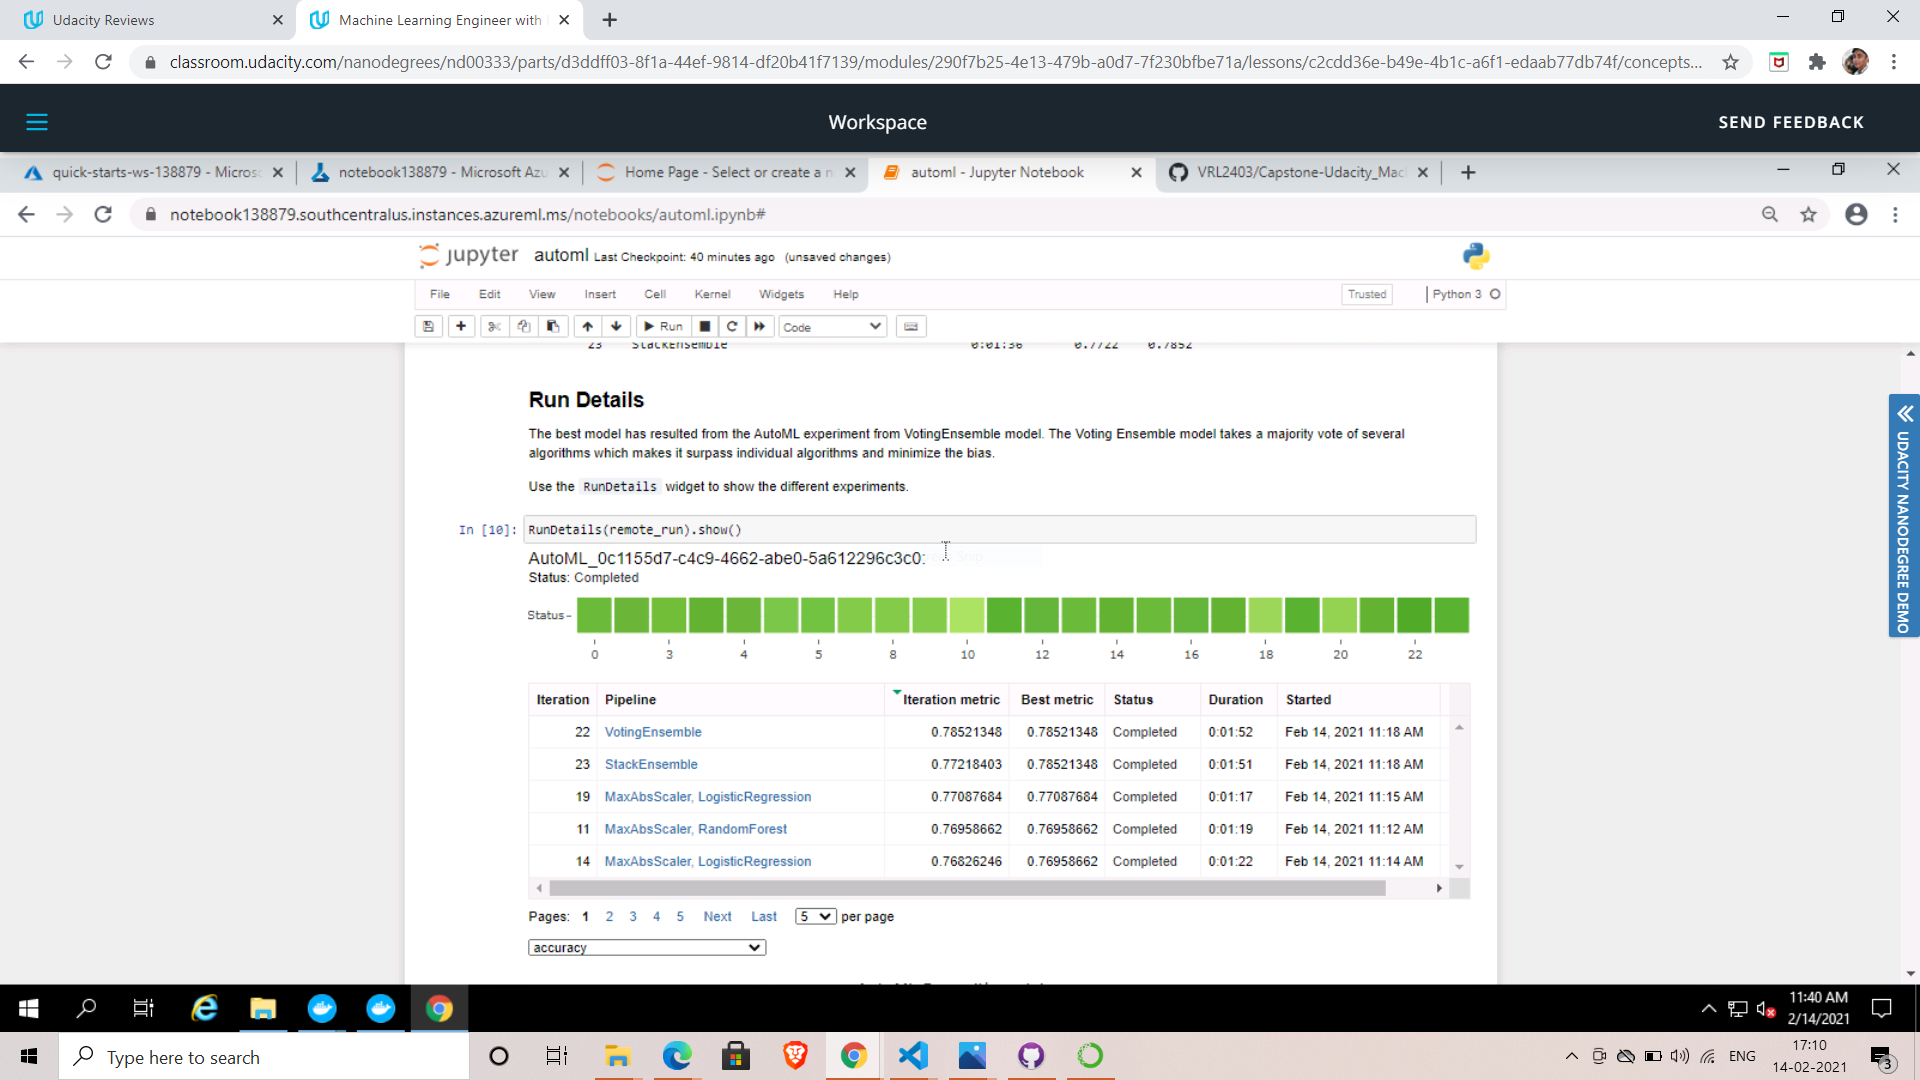 Udacity Reviews
Machine Learning Engineer with
classroom.udacity.com/nanodegrees/nd00333/parts/d3ddff03-8f1a-44ef-9814-df20b41f7139/modules/290f7b25-4e13-479b-a0d7-7f230bfbe71a/lessons/c2cdd36e-b49e-4b1c-a6f1-edaab77db74f/concepts...
Workspace
SEND FEEDBACK
quick-starts-ws-138879 - Micros
notebook138879 - Microsoft Azu
Home Page - Select or create a n
automl - Jupyter Notebook
VRL2403/Capstone-Udacity_Mac
notebook138879.southcentralus.instances.azureml.ms/notebooks/automl.ipynb#
jupyter automl Last Checkpoint: 40 minutes ago (unsaved changes)
File Edit View Insert Cell Kernel Widgets Help Trusted Python 3
Run Code
23 StackEnsemble 0:01:36 0.7722 0.7852
Run Details
The best model has resulted from the AutoML experiment from VotingEnsemble model. The Voting Ensemble model takes a majority vote of several
algorithms which makes it surpass individual algorithms and minimize the bias.
Use the RunDetails widget to show the different experiments.
In [10]: RunDetails(remote_run).show()
AutoML_0c1155d7-c4c9-4662-abe0-5a612296c3c0:
Status: Completed
Status
0 3 4 5 8 10 12 14 16 18 20 22
Iteration Pipeline Iteration metric Best metric Status Duration Started
22 VotingEnsemble 0.78521348 0.78521348 Completed 0:01:52 Feb 14, 2021 11:18 AM
23 StackEnsemble 0.77218403 0.78521348 Completed 0:01:51 Feb 14, 2021 11:18 AM
19 MaxAbsScaler, LogisticRegression 0.77087684 0.77087684 Completed 0:01:17 Feb 14, 2021 11:15 AM
11 MaxAbsScaler, RandomForest 0.76958662 0.76958662 Completed 0:01:19 Feb 14, 2021 11:12 AM
14 MaxAbsScaler, LogisticRegression 0.76826246 0.76958662 Completed 0:01:22 Feb 14, 2021 11:14 AM
Pages: 1 2 3 4 5 Next Last 5 per page
accuracy
UDACITY NANODEGREE DEMO
11:40 AM
2/14/2021
Type here to search
ENG
17:10
14-02-2021
3